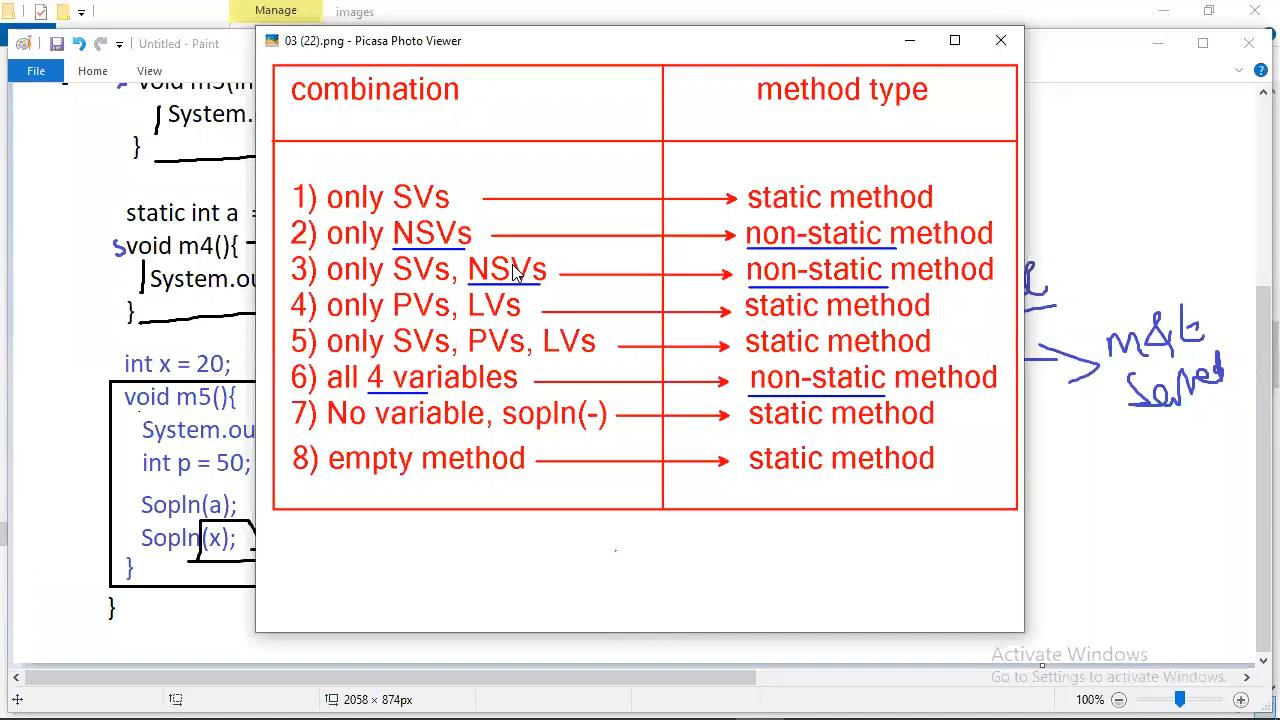 Manage
images
Untitled - Paint
File
Home
View
03 (22).png - Picasa Photo Viewer
System.
}
static int a =
void m4(){
System.ou
}
int x = 20;
void m5(){
System.ou
int p = 50;
Sopln(a);
Sopln(x);
}
}
combination
method type
1) only SVs
static method
2) only NSVs
non-static method
3) only SVs, NSVs
non-static method
4) only PVs, LVs
static method
5) only SVs, PVs, LVs
static method
6) all 4 variables
non-static method
7) No variable, sopln(-)
static method
8) empty method
static method
Activate Windows
Go to Settings to activate Windows.
2058 × 874px
100%